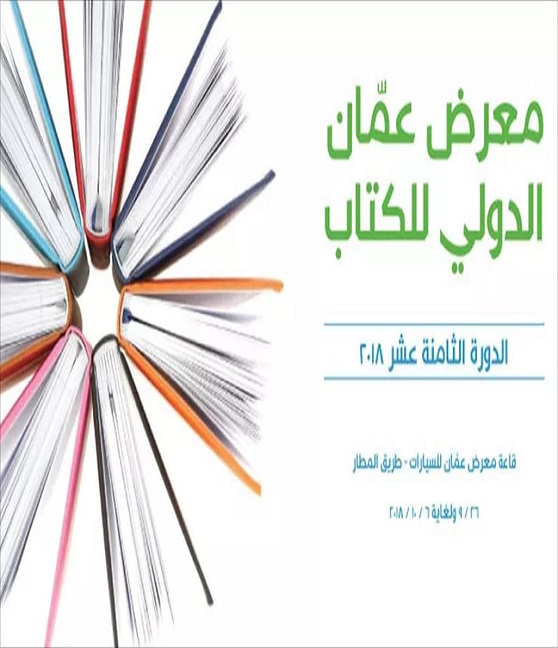 معرض عمّان
الدولي للكتاب
الدورة الثامنة عشر ٢٠١٨
قاعة معرض عمّان للسيارات - طريق المطار
٢٦ / ٩ ولغاية ٦ / ١٠ / ٢٠١٨